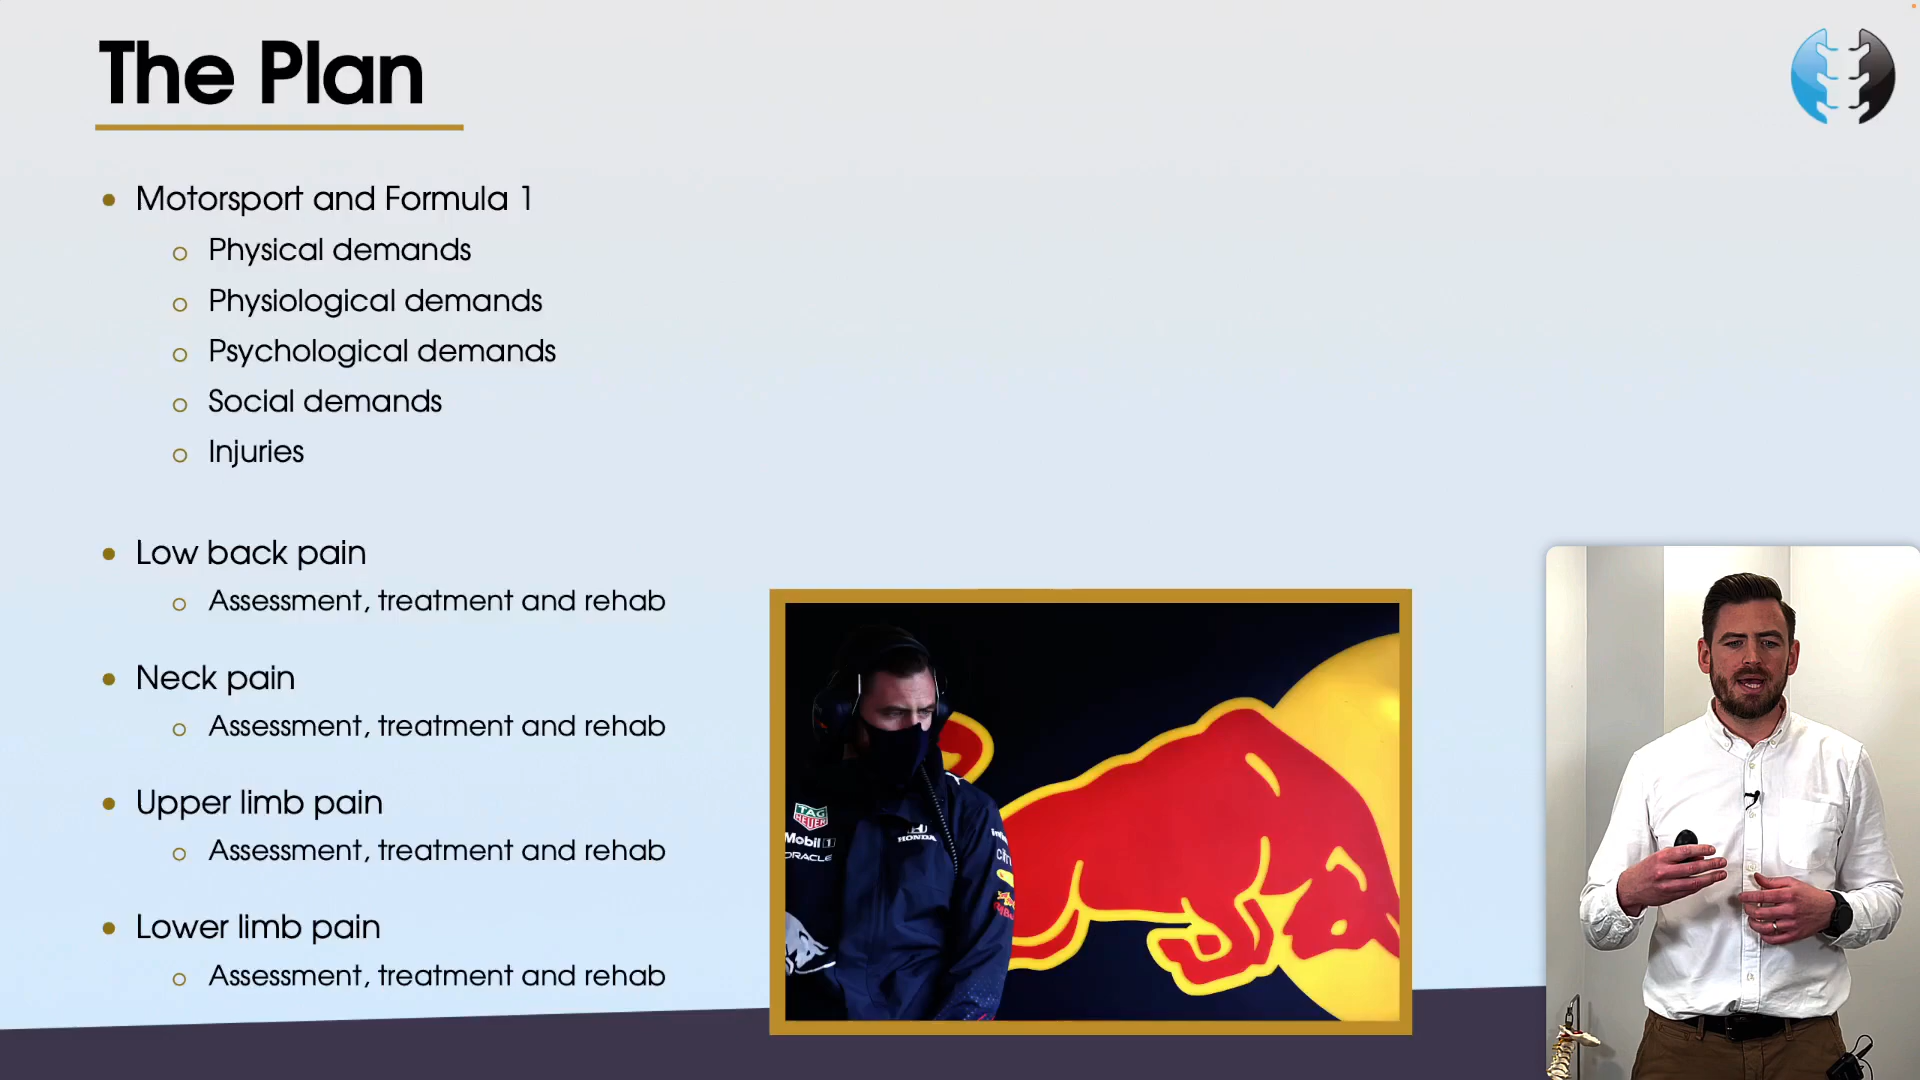 The Plan
Motorsport and Formula 1
Physical demands
Physiological demands
Psychological demands
Social demands
Injuries
Low back pain
Assessment, treatment and rehab
Neck pain
Assessment, treatment and rehab
Upper limb pain
Assessment, treatment and rehab
Lower limb pain
Assessment, treatment and rehab
TAG
HEUER
Mobil 1
ORACLE
HONDA